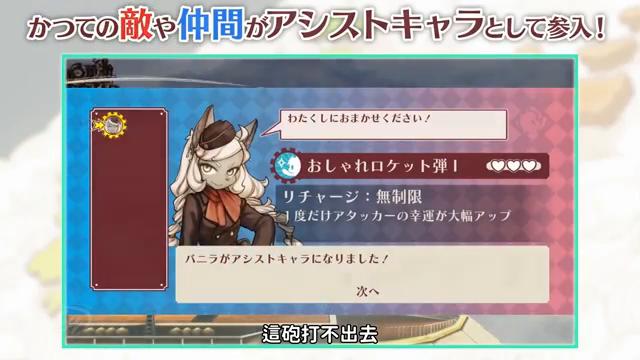 かつての敵や仲間がアシストキャラとして参入！
わたくしにおまかせください！
おしゃれロケット弾Ⅰ
リチャージ：無制限
１度だけアタッカーの幸運が大幅アップ
バニラがアシストキャラになりました！
次へ
這砲打不出去